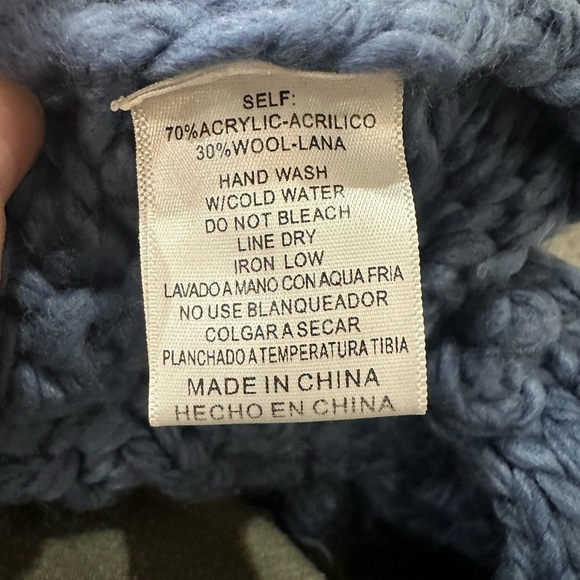 SELF:
70%ACRYLIC-ACRILICO
30%WOOL-LANA
HAND WASH
W/COLD WATER
DO NOT BLEACH
LINE DRY
IRON LOW
LAVADO A MANO CON AQUA FRIA
NO USE BLANQUEADOR
COLGAR A SECAR
PLANCHADO A TEMPERATURA TIBIA
MADE IN CHINA
HECHO EN CHINA